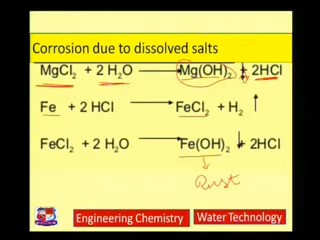 Corrosion due to dissolved salts
MgCl2 + 2 H2O ⟶ Mg(OH)2 ↓ + 2HCl
Fe + 2 HCl ⟶ FeCl2 + H2 ↑
FeCl2 + 2 H2O ⟶ Fe(OH)2 ↓ + 2HCl
Rust
Engineering Chemistry Water Technology